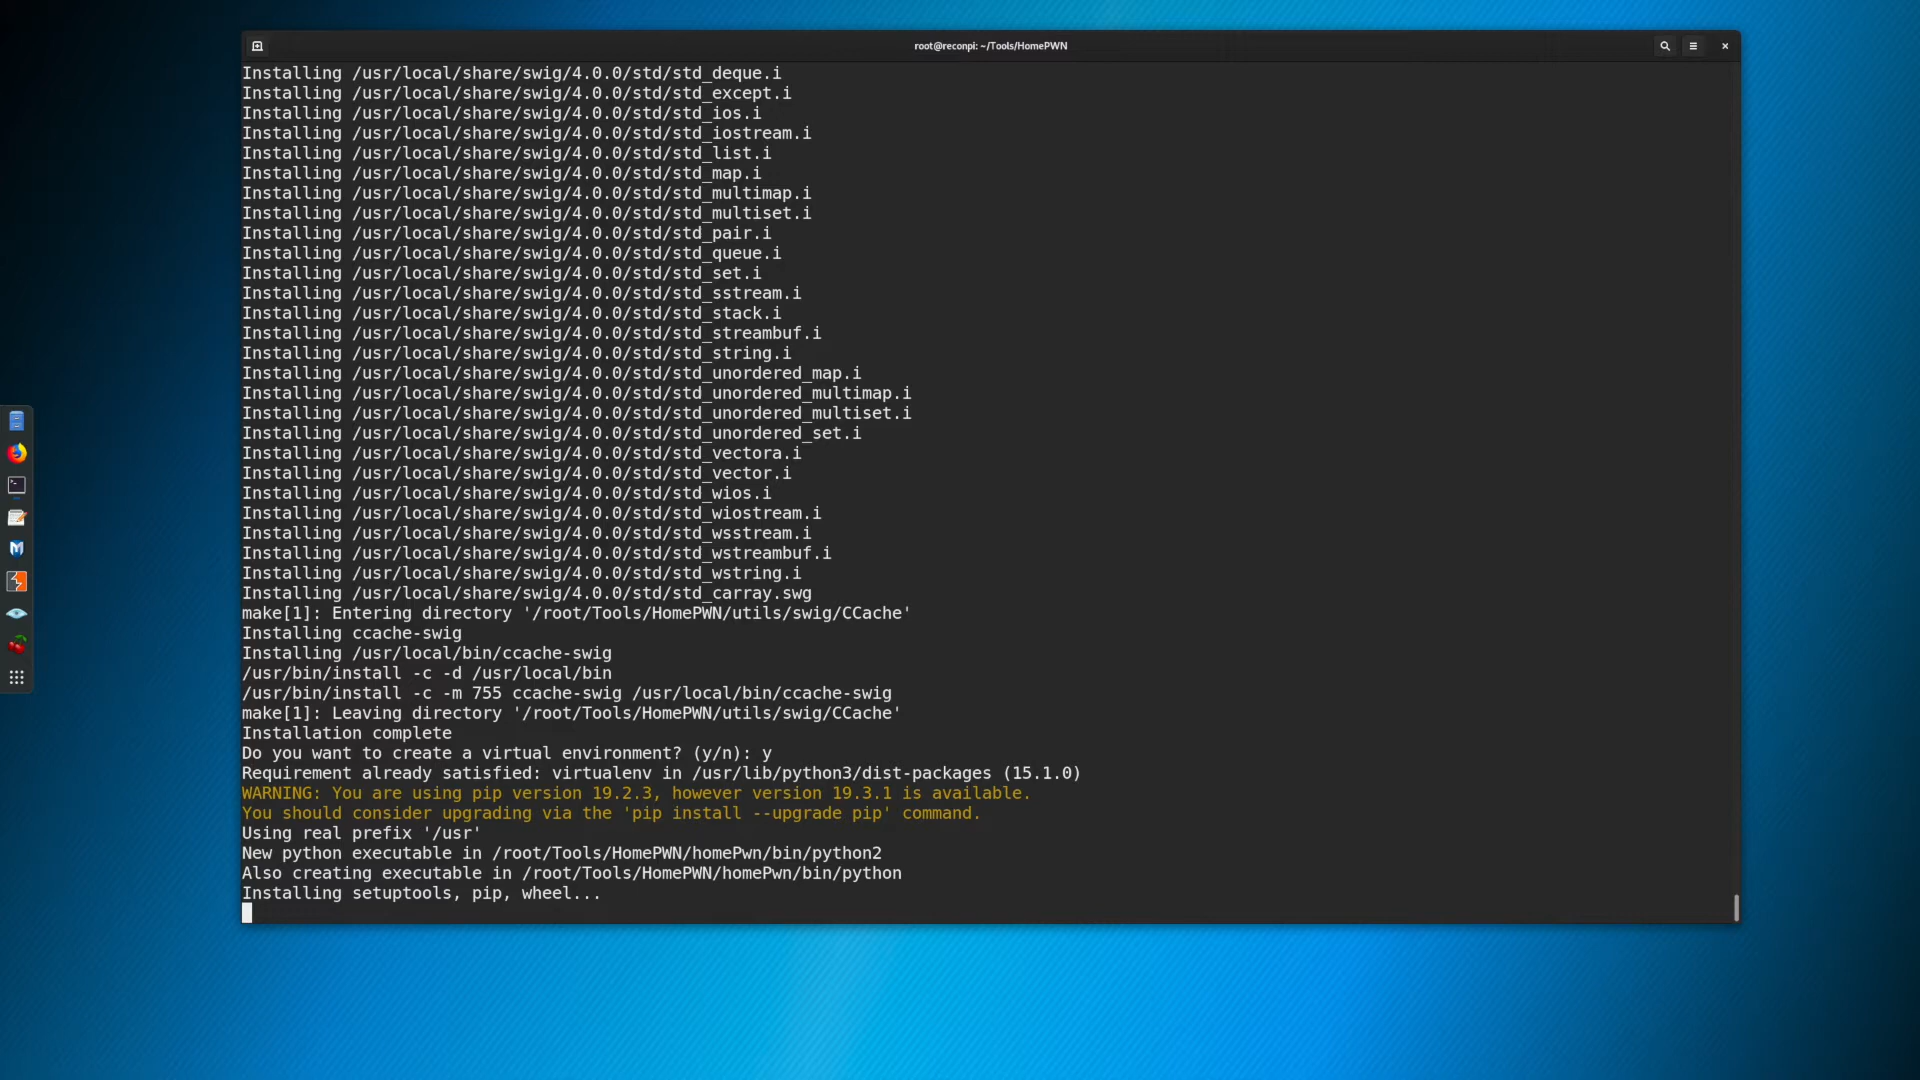 root@reconpi: ~/Tools/HomePWN
Installing /usr/local/share/swig/4.0.0/std/std_deque.i
Installing /usr/local/share/swig/4.0.0/std/std_except.i
Installing /usr/local/share/swig/4.0.0/std/std_ios.i
Installing /usr/local/share/swig/4.0.0/std/std_iostream.i
Installing /usr/local/share/swig/4.0.0/std/std_list.i
Installing /usr/local/share/swig/4.0.0/std/std_map.i
Installing /usr/local/share/swig/4.0.0/std/std_multimap.i
Installing /usr/local/share/swig/4.0.0/std/std_multiset.i
Installing /usr/local/share/swig/4.0.0/std/std_pair.i
Installing /usr/local/share/swig/4.0.0/std/std_queue.i
Installing /usr/local/share/swig/4.0.0/std/std_set.i
Installing /usr/local/share/swig/4.0.0/std/std_sstream.i
Installing /usr/local/share/swig/4.0.0/std/std_stack.i
Installing /usr/local/share/swig/4.0.0/std/std_streambuf.i
Installing /usr/local/share/swig/4.0.0/std/std_string.i
Installing /usr/local/share/swig/4.0.0/std/std_unordered_map.i
Installing /usr/local/share/swig/4.0.0/std/std_unordered_multimap.i
Installing /usr/local/share/swig/4.0.0/std/std_unordered_multiset.i
Installing /usr/local/share/swig/4.0.0/std/std_unordered_set.i
Installing /usr/local/share/swig/4.0.0/std/std_vectora.i
Installing /usr/local/share/swig/4.0.0/std/std_vector.i
Installing /usr/local/share/swig/4.0.0/std/std_wios.i
Installing /usr/local/share/swig/4.0.0/std/std_wiostream.i
Installing /usr/local/share/swig/4.0.0/std/std_wsstream.i
Installing /usr/local/share/swig/4.0.0/std/std_wstreambuf.i
Installing /usr/local/share/swig/4.0.0/std/std_wstring.i
Installing /usr/local/share/swig/4.0.0/std/std_carray.swg
make[1]: Entering directory '/root/Tools/HomePWN/utils/swig/CCache'
Installing ccache-swig
Installing /usr/local/bin/ccache-swig
/usr/bin/install -c -d /usr/local/bin
/usr/bin/install -c -m 755 ccache-swig /usr/local/bin/ccache-swig
make[1]: Leaving directory '/root/Tools/HomePWN/utils/swig/CCache'
Installation complete
Do you want to create a virtual environment? (y/n): y
Requirement already satisfied: virtualenv in /usr/lib/python3/dist-packages (15.1.0)
WARNING: You are using pip version 19.2.3, however version 19.3.1 is available.
You should consider upgrading via the 'pip install --upgrade pip' command.
Using real prefix '/usr'
New python executable in /root/Tools/HomePWN/homePwn/bin/python2
Also creating executable in /root/Tools/HomePWN/homePwn/bin/python
Installing setuptools, pip, wheel...